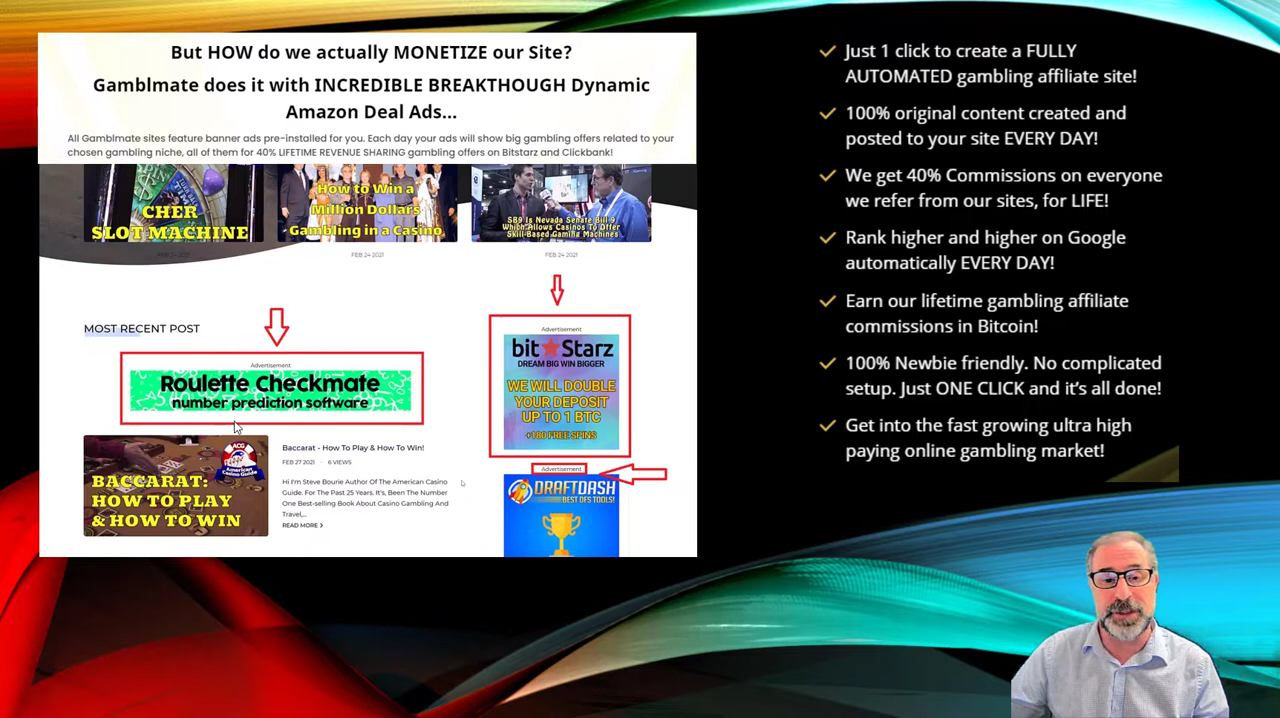 But HOW do we actually MONETIZE our Site?
Gamblmate does it with INCREDIBLE BREAKTHOUGH Dynamic
Amazon Deal Ads...
All Gamblmate sites feature banner ads pre-installed for you. Each day your ads will show big gambling offers related to your
chosen gambling niche, all of them for 40% LIFETIME REVENUE SHARING gambling offers on Bitstarz and Clickbank!
CHER
SLOT MACHINE
How to Win a
Million Dollars
Gambling in a Casino
SB9 Is Nevada Senate Bill 9
Which Allows Casinos To Offer
Skill-Based Gaming Machines
FEB 24 2021
FEB 24 2021
MOST RECENT POST
Advertisement
Roulette Checkmate
number prediction software
Advertisement
bit Starz
DREAM BIG WIN BIGGER
WE WILL DOUBLE
YOUR DEPOSIT
UP TO 1 BTC
+180 FREE SPINS
Advertisement
DRAFTDASH
BEST DFS TOOLS!
ACG
American
Casino Guide
BACCARAT:
HOW TO PLAY
& HOW TO WIN
Baccarat - How To Play & How To Win!
FEB 27 2021 · 6 VIEWS
Hi I'm Steve Bourie Author Of The American Casino
Guide. For The Past 25 Years. It's, Been The Number
One Best-selling Book About Casino Gambling And
Travel,...
READ MORE >
Just 1 click to create a FULLY
AUTOMATED gambling affiliate site!
100% original content created and
posted to your site EVERY DAY!
We get 40% Commissions on everyone
we refer from our sites, for LIFE!
Rank higher and higher on Google
automatically EVERY DAY!
Earn our lifetime gambling affiliate
commissions in Bitcoin!
100% Newbie friendly. No complicated
setup. Just ONE CLICK and it's all done!
Get into the fast growing ultra high
paying online gambling market!